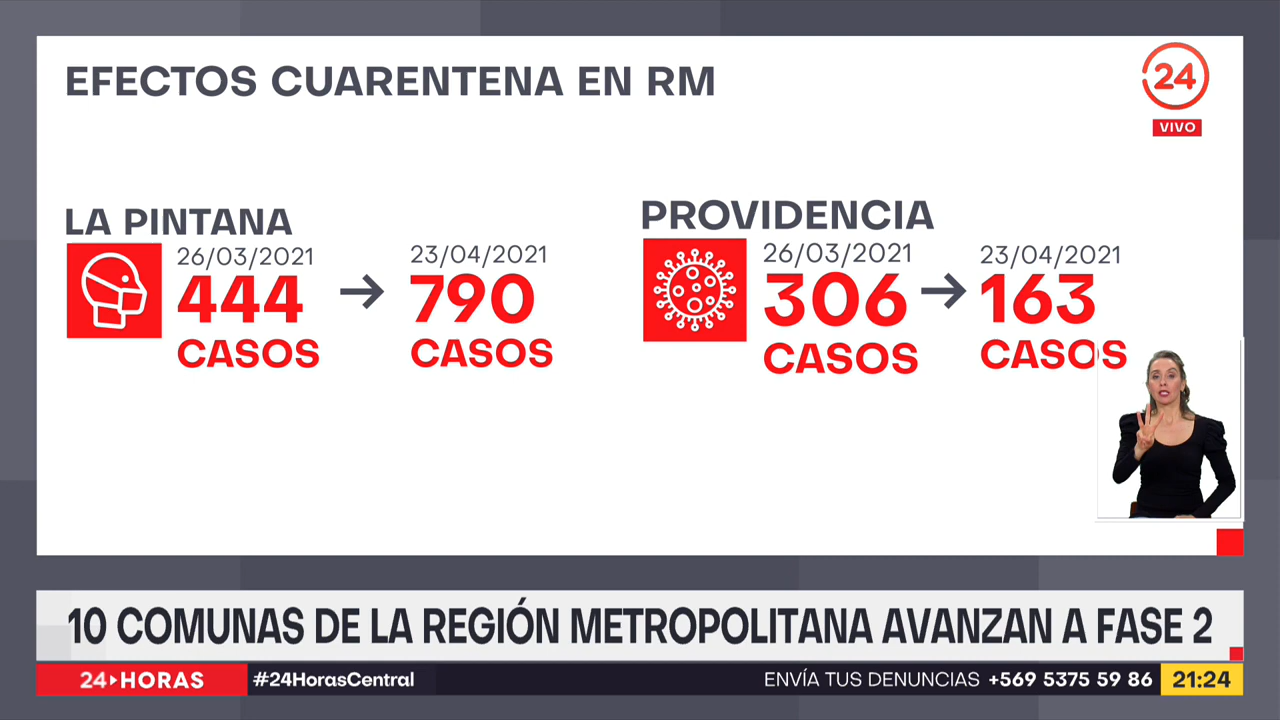 EFECTOS CUARENTENA EN RM
24
VIVO
LA PINTANA
26/03/2021
444
CASOS
23/04/2021
790
CASOS
PROVIDENCIA
26/03/2021
306
CASOS
23/04/2021
163
CASOS
10 COMUNAS DE LA REGIÓN METROPOLITANA AVANZAN A FASE 2
24 HORAS
#24HorasCentral
ENVÍA TUS DENUNCIAS +569 5375 59 86
21:24